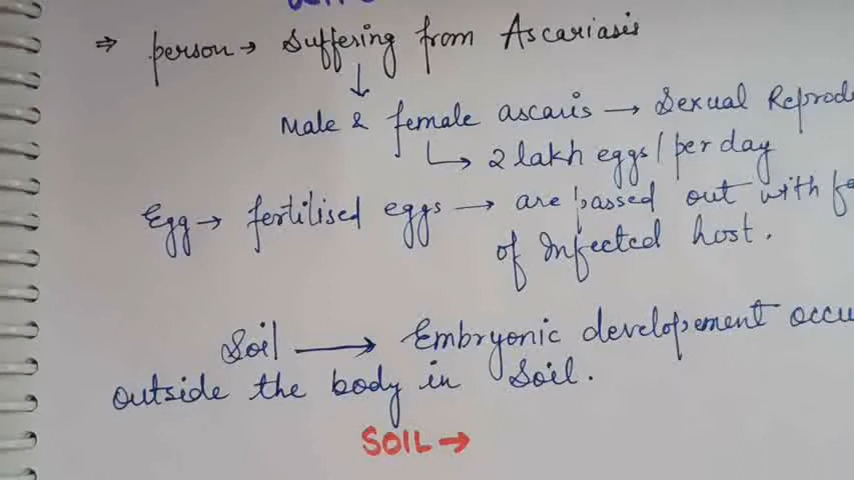 ⇒ person → Suffering from Ascariasis
↓
Male & female ascaris → Sexual Reprod
↳ 2 lakh eggs/per day
Egg → fertilised eggs → are passed out with
of Infected host.
Soil → Embryonic developement occu
outside the body in Soil.
SOIL →